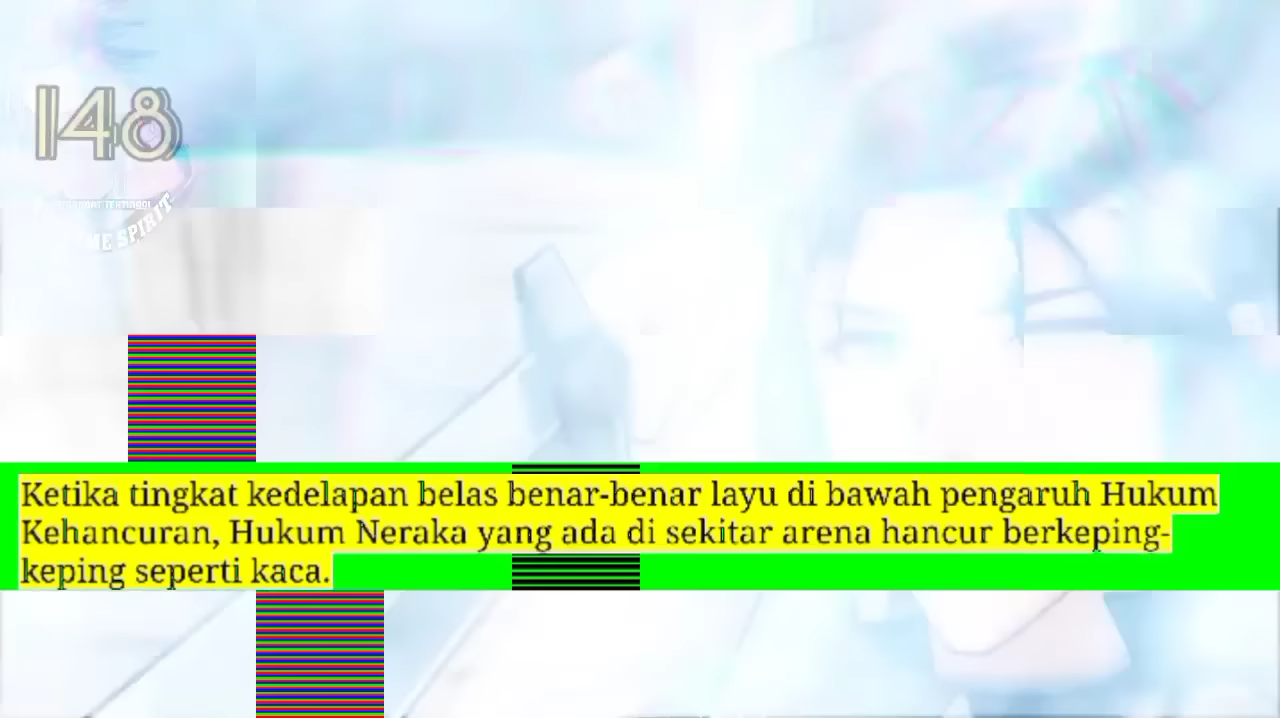 148
TERTINGGI
SPIRIT
Ketika tingkat kedelapan belas benar-benar layu di bawah pengaruh Hukum
Kehancuran, Hukum Neraka yang ada di sekitar arena hancur berkeping-
keping seperti kaca.